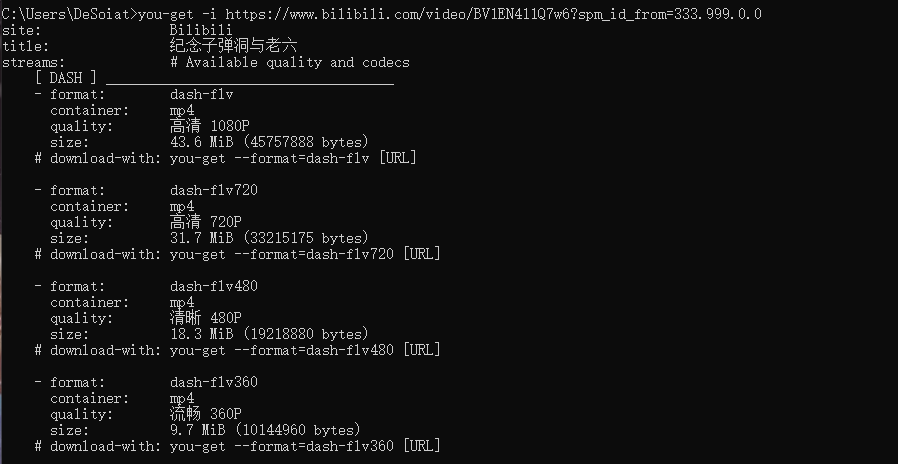 C:\Users\DeSoiat>you-get -i https://www.bilibili.com/video/BV1EN411Q7w6?spm_id_from=333.999.0.0
site: Bilibili
title: 纪念子弹洞与老六
streams: # Available quality and codecs
[ DASH ] ____________________________________
- format: dash-flv
container: mp4
quality: 高清 1080P
size: 43.6 MiB (45757888 bytes)
# download-with: you-get --format=dash-flv [URL]
- format: dash-flv720
container: mp4
quality: 高清 720P
size: 31.7 MiB (33215175 bytes)
# download-with: you-get --format=dash-flv720 [URL]
- format: dash-flv480
container: mp4
quality: 清晰 480P
size: 18.3 MiB (19218880 bytes)
# download-with: you-get --format=dash-flv480 [URL]
- format: dash-flv360
container: mp4
quality: 流畅 360P
size: 9.7 MiB (10144960 bytes)
# download-with: you-get --format=dash-flv360 [URL]